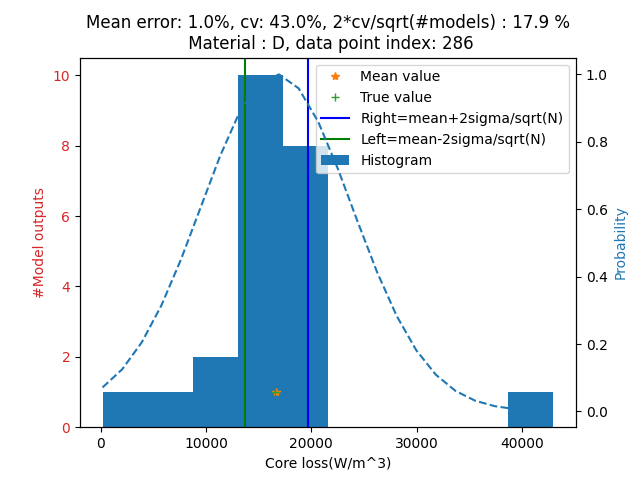 Mean error: 1.0%, cv: 43.0%, 2*cv/sqrt(#models) : 17.9 %
Material : D, data point index: 286
Mean value
True value
Right=mean+2sigma/sqrt(N)
Left=mean-2sigma/sqrt(N)
Histogram
#Model outputs
10
8
6
4
2
0
Probability
1.0
0.8
0.6
0.4
0.2
0.0
0 10000 20000 30000 40000
Core loss(W/m^3)